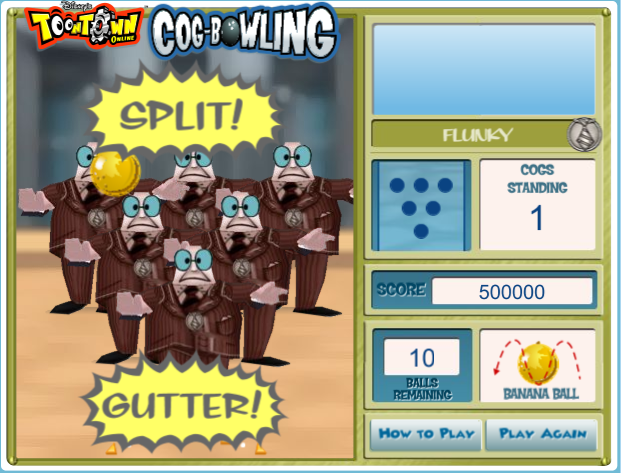 Disney's
TOONTOWN
ONLINE
COG-BOWLING
SPLIT!
GUTTER!
FLUNKY
COGS
STANDING
1
SCORE 500000
10
BALLS
REMAINING
BANANA BALL
HOW TO PLAY PLAY AGAIN